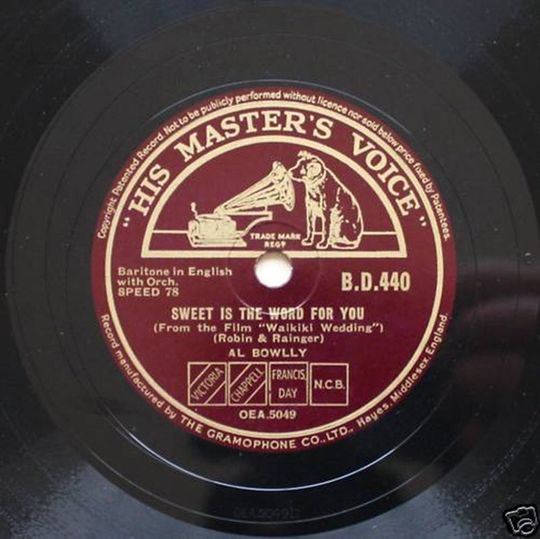 Copyright Patented Record. Not to be publicly performed without licence nor sold below price fixed by Patentees.
"HIS MASTER'S VOICE"
TRADE MARK
REGD
Baritone in English
with Orch.
SPEED 78
B.D.440
SWEET IS THE WORD FOR YOU
(From the Film "Waikiki Wedding")
(Robin & Rainger)
AL BOWLLY
VICTORIA
CHAPPELL
FRANCIS, DAY
N.C.B.
OEA.5049
Record manufactured by THE GRAMOPHONE CO., LTD., Hayes, Middlesex, England.